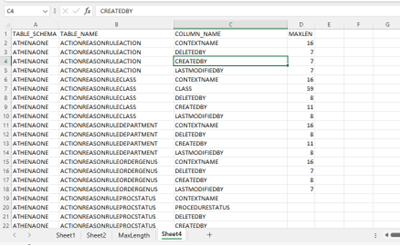 C4 fx CREATEDBY
A B C D E F G
1 TABLE_SCHEMA TABLE_NAME COLUMN_NAME MAXLEN
2 ATHENAONE ACTIONREASONRULEACTION CONTEXTNAME 16
3 ATHENAONE ACTIONREASONRULEACTION DELETEDBY 7
4 ATHENAONE ACTIONREASONRULEACTION CREATEDBY 7
5 ATHENAONE ACTIONREASONRULEACTION LASTMODIFIEDBY 7
6 ATHENAONE ACTIONREASONRULECLASS CONTEXTNAME 16
7 ATHENAONE ACTIONREASONRULECLASS CLASS 59
8 ATHENAONE ACTIONREASONRULECLASS DELETEDBY 8
9 ATHENAONE ACTIONREASONRULECLASS CREATEDBY 11
10 ATHENAONE ACTIONREASONRULECLASS LASTMODIFIEDBY 8
11 ATHENAONE ACTIONREASONRULEDEPARTMENT CONTEXTNAME 16
12 ATHENAONE ACTIONREASONRULEDEPARTMENT DELETEDBY 8
13 ATHENAONE ACTIONREASONRULEDEPARTMENT CREATEDBY 11
14 ATHENAONE ACTIONREASONRULEDEPARTMENT LASTMODIFIEDBY 8
15 ATHENAONE ACTIONREASONRULEORDERGENUS CONTEXTNAME 16
16 ATHENAONE ACTIONREASONRULEORDERGENUS DELETEDBY 7
17 ATHENAONE ACTIONREASONRULEORDERGENUS CREATEDBY 8
18 ATHENAONE ACTIONREASONRULEORDERGENUS LASTMODIFIEDBY 7
19 ATHENAONE ACTIONREASONRULEPROCSTATUS CONTEXTNAME
20 ATHENAONE ACTIONREASONRULEPROCSTATUS PROCEDURESTATUS
21 ATHENAONE ACTIONREASONRULEPROCSTATUS DELETEDBY
22 ATHENAONE ACTIONREASONRULEPROCSTATUS CREATEDBY
Sheet1 Sheet2 MaxLength Sheet4